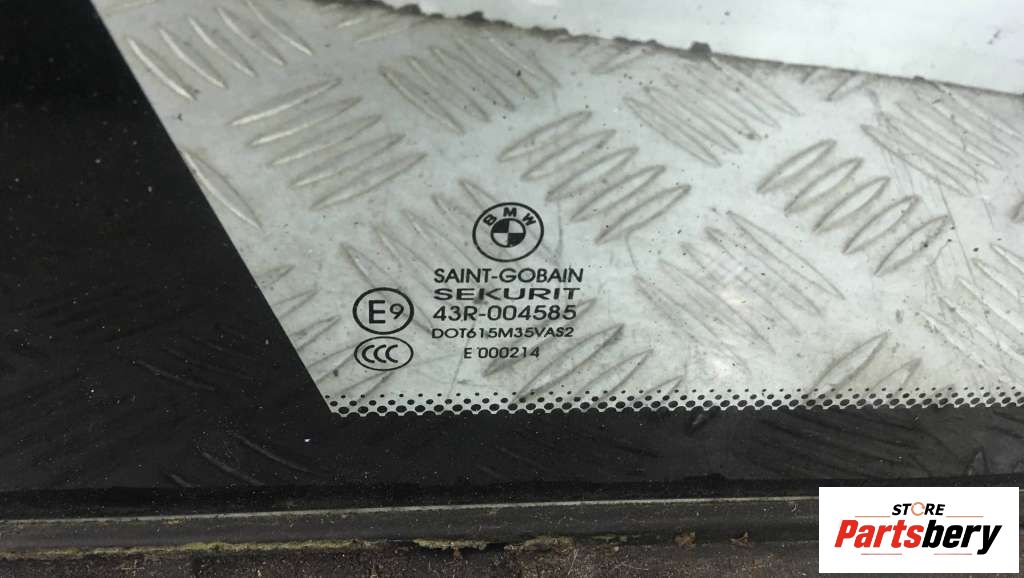 BMW
SAINT-GOBAIN
SEKURIT
E9
43R-004585
DOT615M35VAS2
CCC
E 000214
STORE
Partsbery